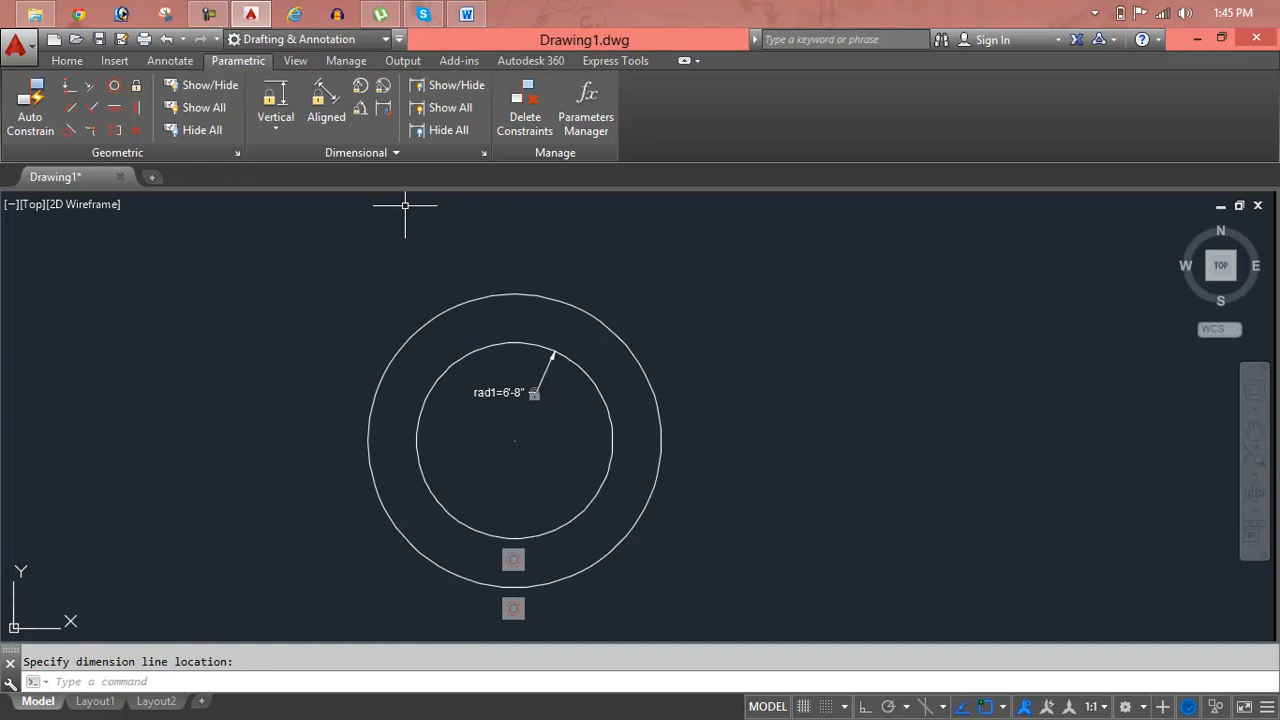 1:45 PM
Drafting & Annotation
Drawing1.dwg
Type a keyword or phrase
Sign In
Home
Insert
Annotate
Parametric
View
Manage
Output
Add-ins
Autodesk 360
Express Tools
Auto
Constrain
Show/Hide
Show All
Hide All
Geometric
Vertical
Aligned
Show/Hide
Show All
Hide All
Dimensional
Delete
Constraints
Parameters
Manager
Manage
Drawing1*
[−][Top][2D Wireframe]
N
W
TOP
E
S
WCS
rad1=6'-8"
Y
X
Specify dimension line location:
Type a command
Model
Layout1
Layout2
MODEL
1:1